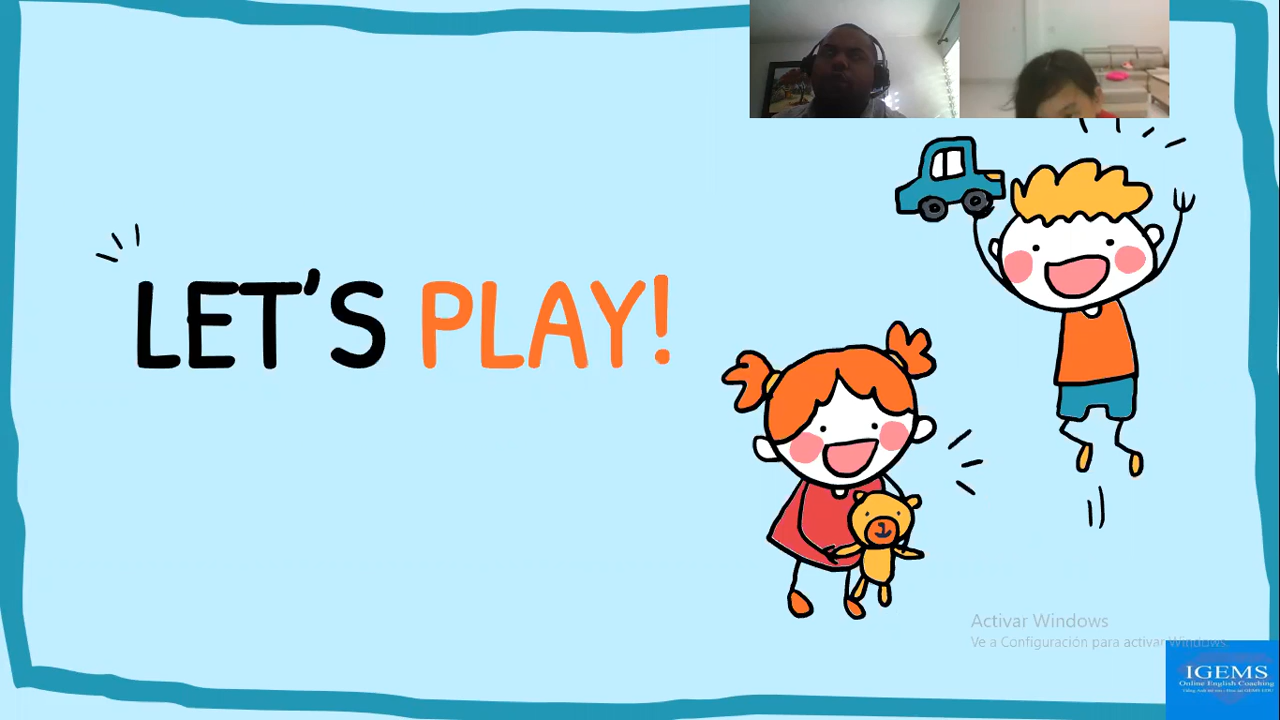 LET'S PLAY!
Activar Windows
Ve a Configuración para activar Windows.
IGEMS
Online English Coaching